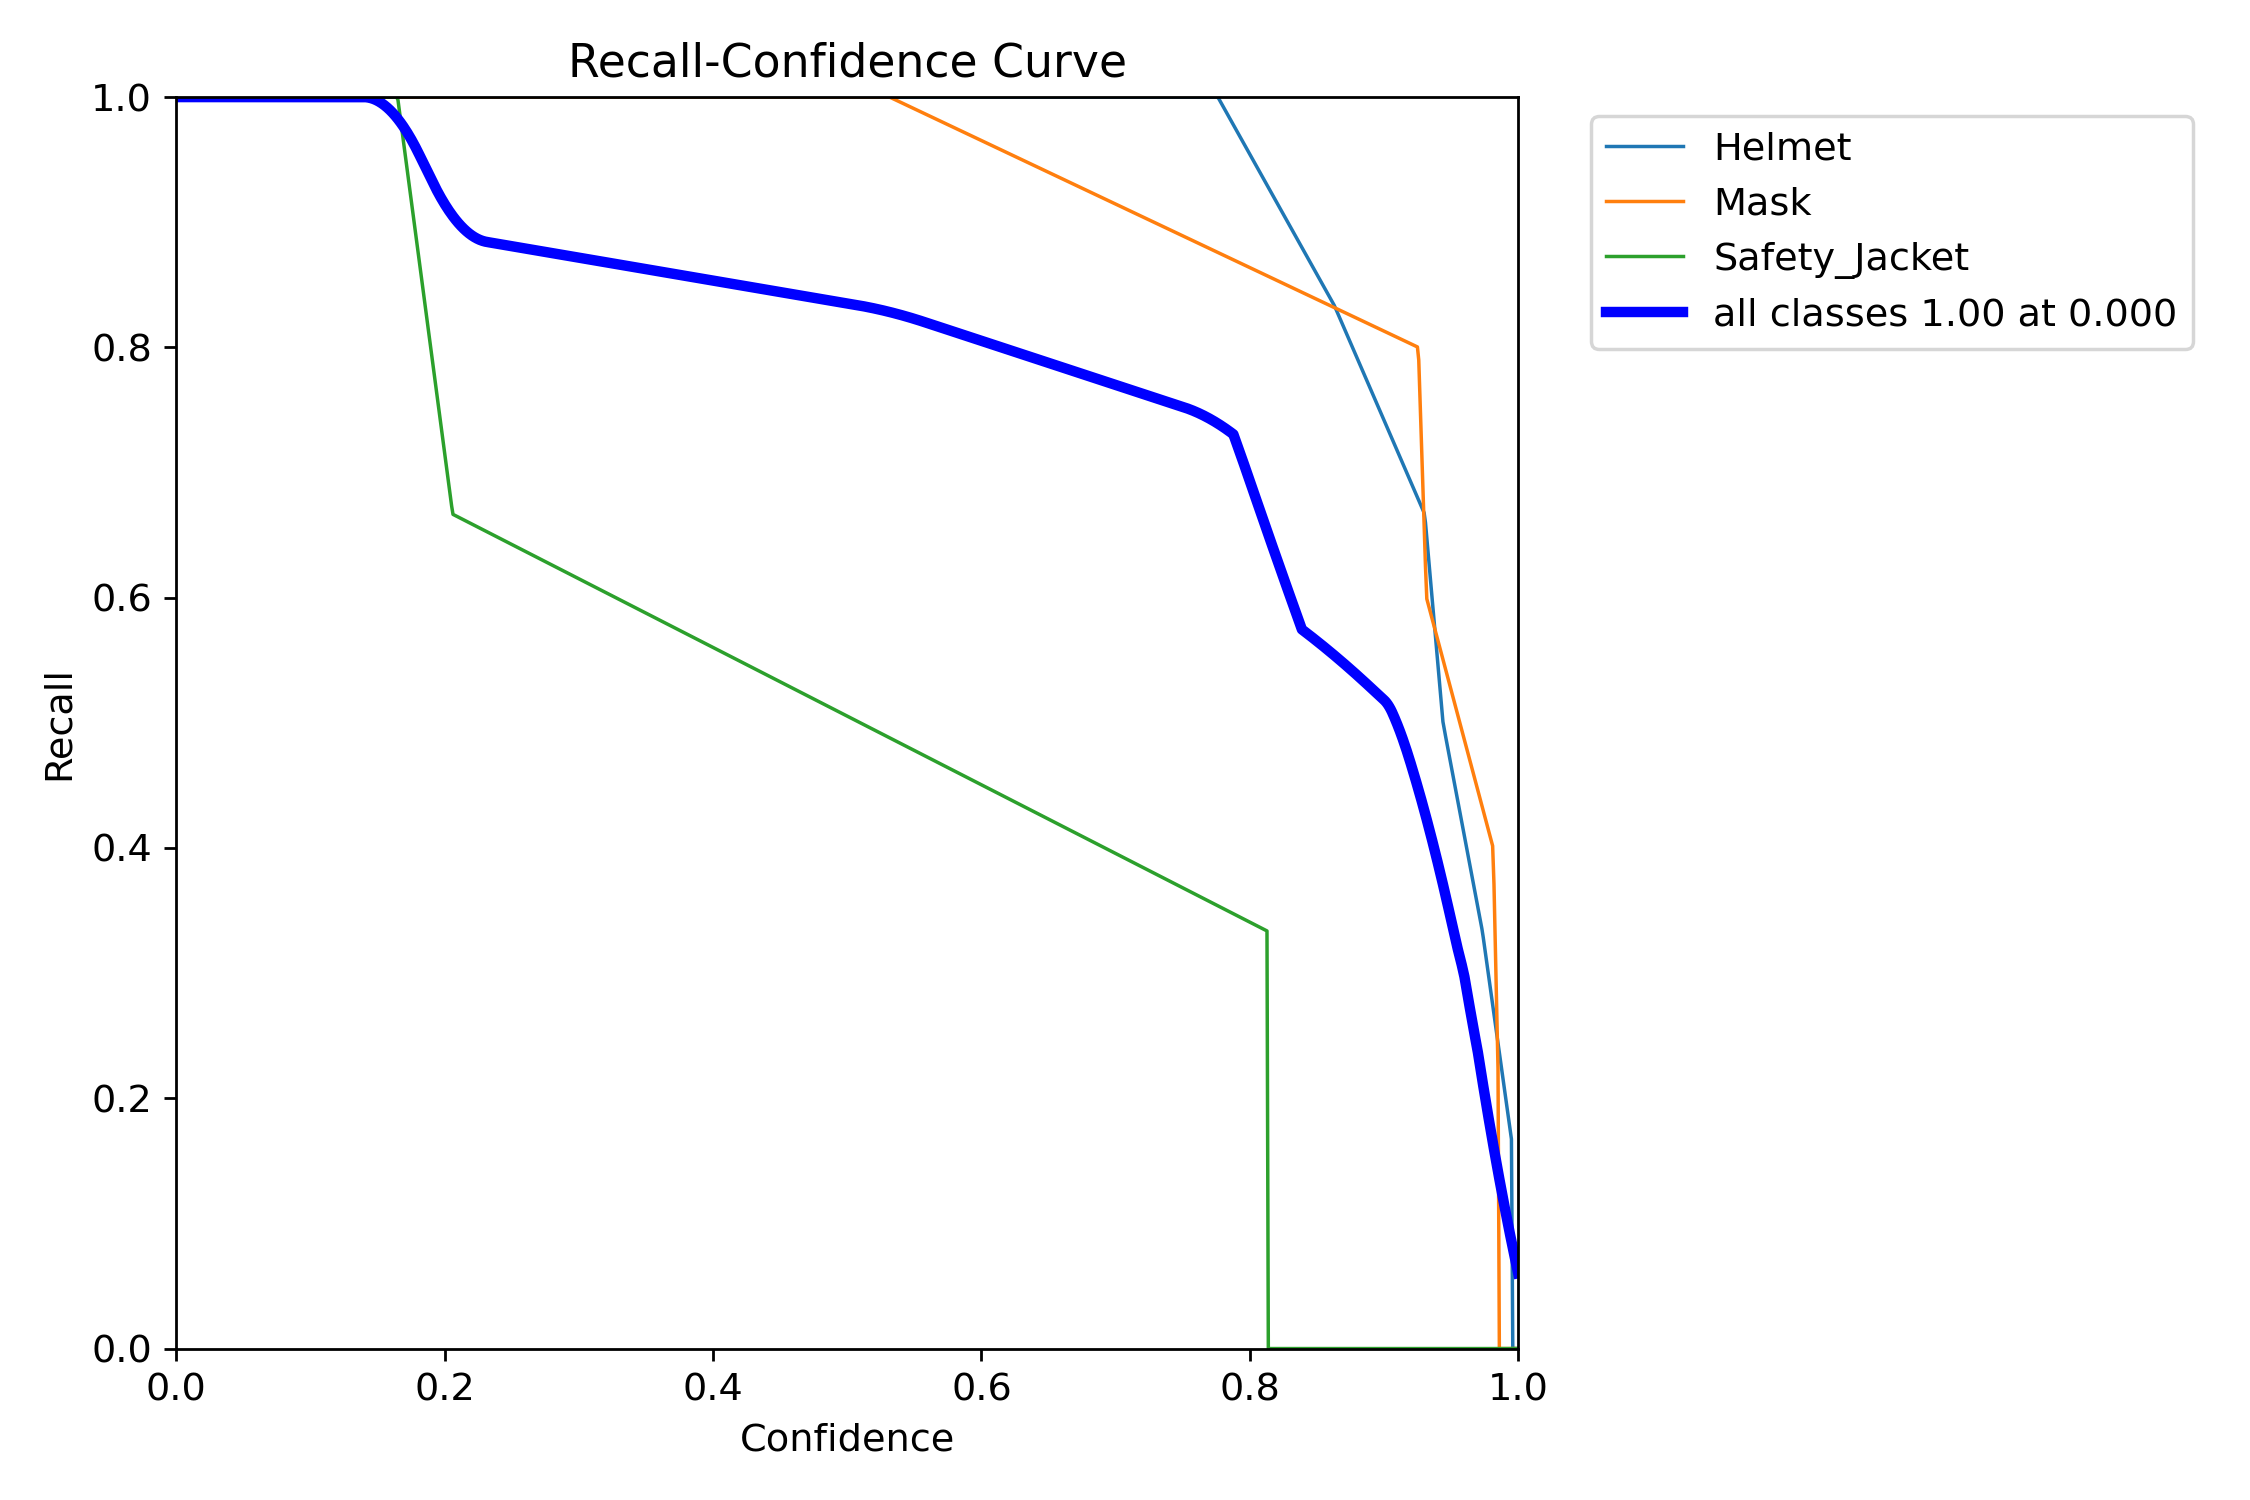 Recall-Confidence Curve
1.0
0.8
0.6
0.4
0.2
0.0
Recall
0.0 0.2 0.4 0.6 0.8 1.0
Confidence
Helmet
Mask
Safety_Jacket
all classes 1.00 at 0.000